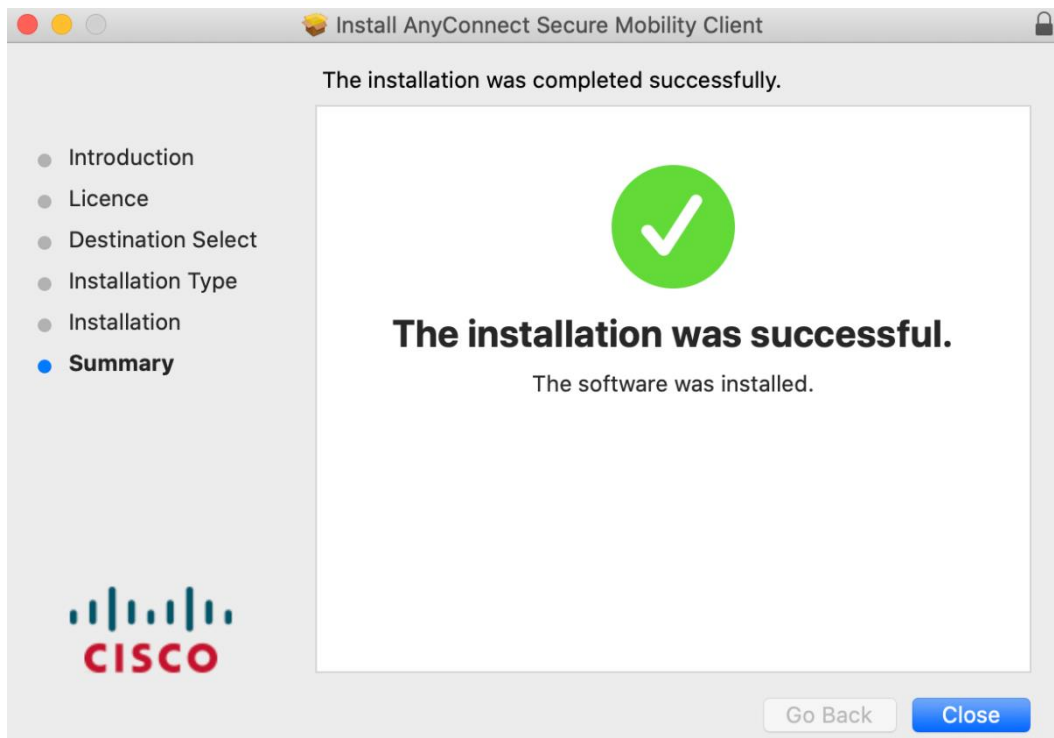 Install AnyConnect Secure Mobility Client
The installation was completed successfully.
Introduction
Licence
Destination Select
Installation Type
Installation
Summary
The installation was successful.
The software was installed.
CISCO
Go Back
Close